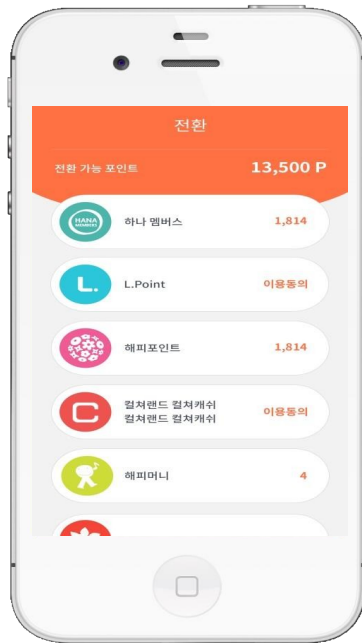 전환
전환 가능 포인트 13,500 P
HANA
MEMBERS
하나 멤버스 1,814
L.
L.Point 이용동의
해피포인트 1,814
컬쳐랜드 컬쳐캐쉬
컬쳐랜드 컬쳐캐쉬
이용동의
해피머니 4